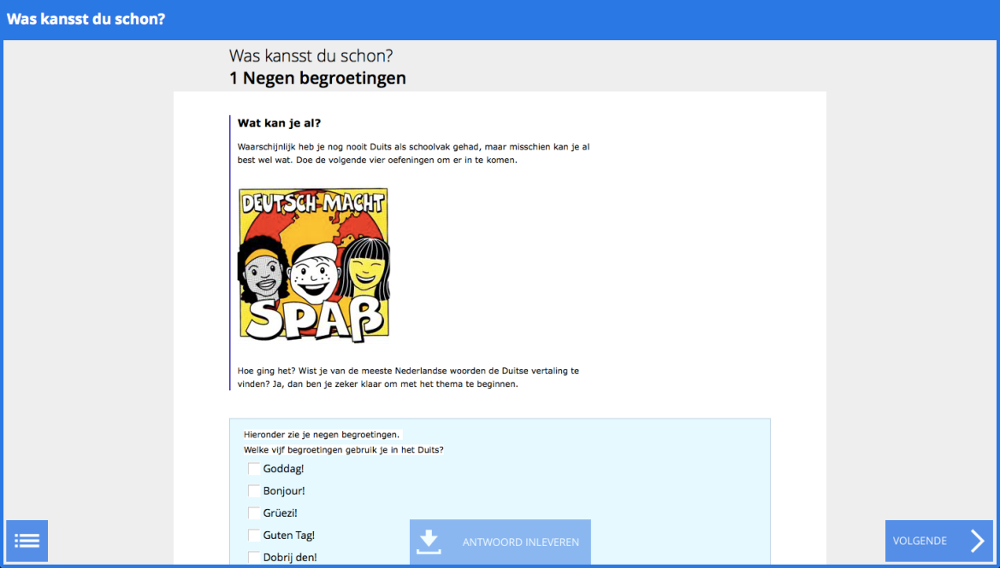 Was kansst du schon?
Was kansst du schon?
1 Negen begroetingen
Wat kan je al?
Waarschijnlijk heb je nog nooit Duits als schoolvak gehad, maar misschien kan je al
best wel wat. Doe de volgende vier oefeningen om er in te komen.
DEUTSCH MACHT
SPAß
Hoe ging het? Wist je van de meeste Nederlandse woorden de Duitse vertaling te
vinden? Ja, dan ben je zeker klaar om met het thema te beginnen.
Hieronder zie je negen begroetingen.
Welke vijf begroetingen gebruik je in het Duits?
Goddag!
Bonjour!
Grüezi!
Guten Tag!
Dobrij den!
ANTWOORD INLEVEREN
VOLGENDE